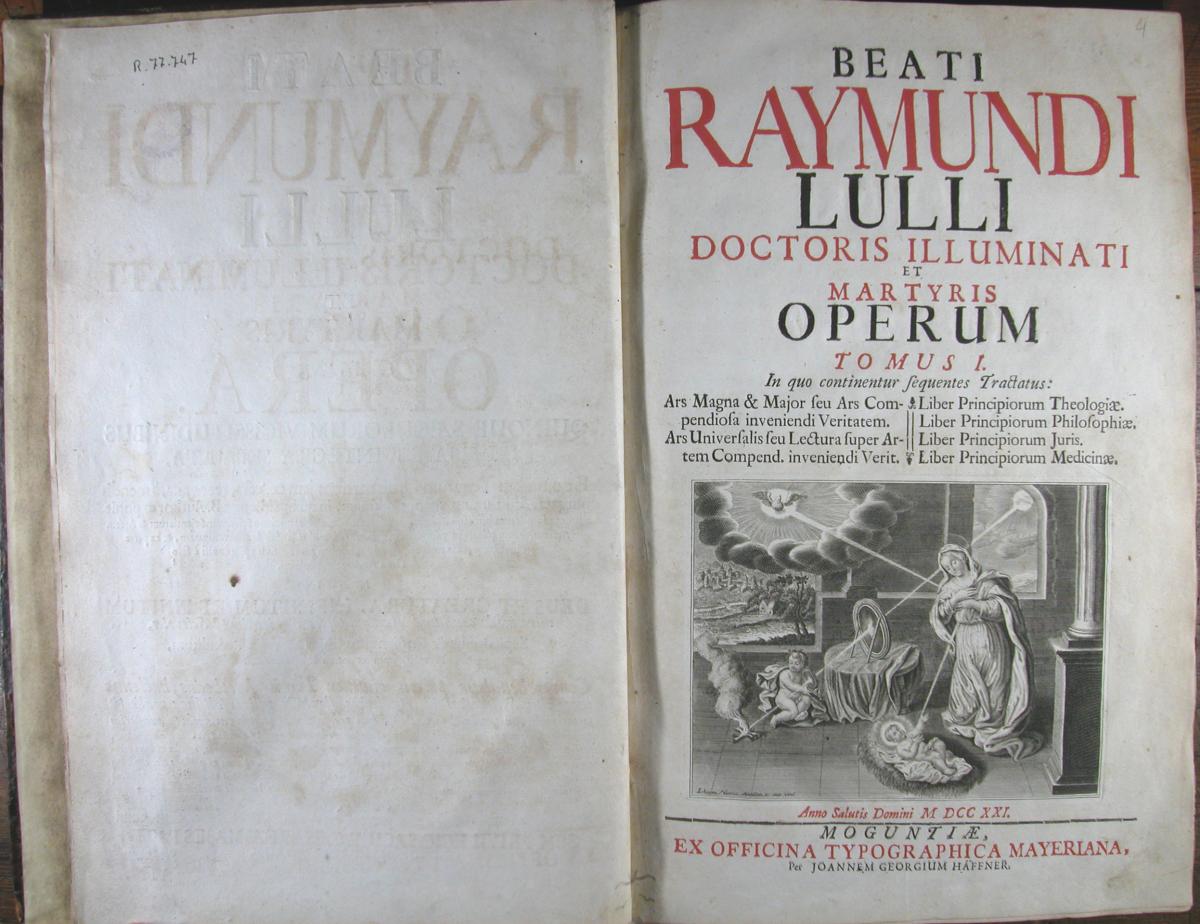 R.77.747
4
BEATI
RAYMUNDI
LULLI
DOCTORIS ILLUMINATI
ET
MARTYRIS
OPERUM
TOMUS I.
In quo continentur ſequentes Tractatus:
Ars Magna & Major ſeu Ars Com-
pendioſa inveniendi Veritatem.
Ars Univerſalis ſeu Lectura ſuper Ar-
tem Compend. inveniendi Verit.
Liber Principiorum Theologiæ.
Liber Principiorum Philoſophiæ.
Liber Principiorum Juris.
Liber Principiorum Medicinæ.
Anno Salutis Domini M DCC XXI.
MOGUNTIÆ,
EX OFFICINA TYPOGRAPHICA MAYERIANA,
Per JOANNEM GEORGIUM HÄFFNER.